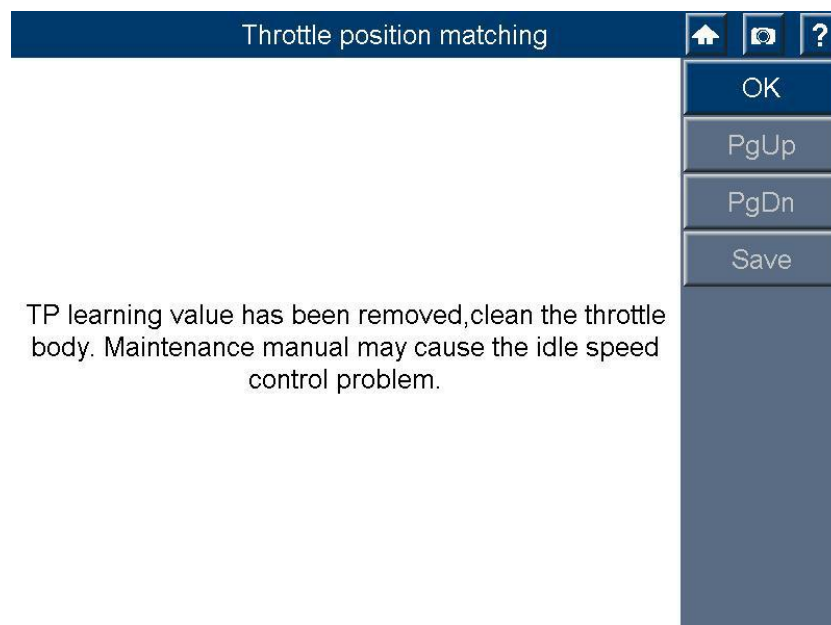 Throttle position matching
?
OK
PgUp
PgDn
Save
TP learning value has been removed,clean the throttle
body. Maintenance manual may cause the idle speed
control problem.